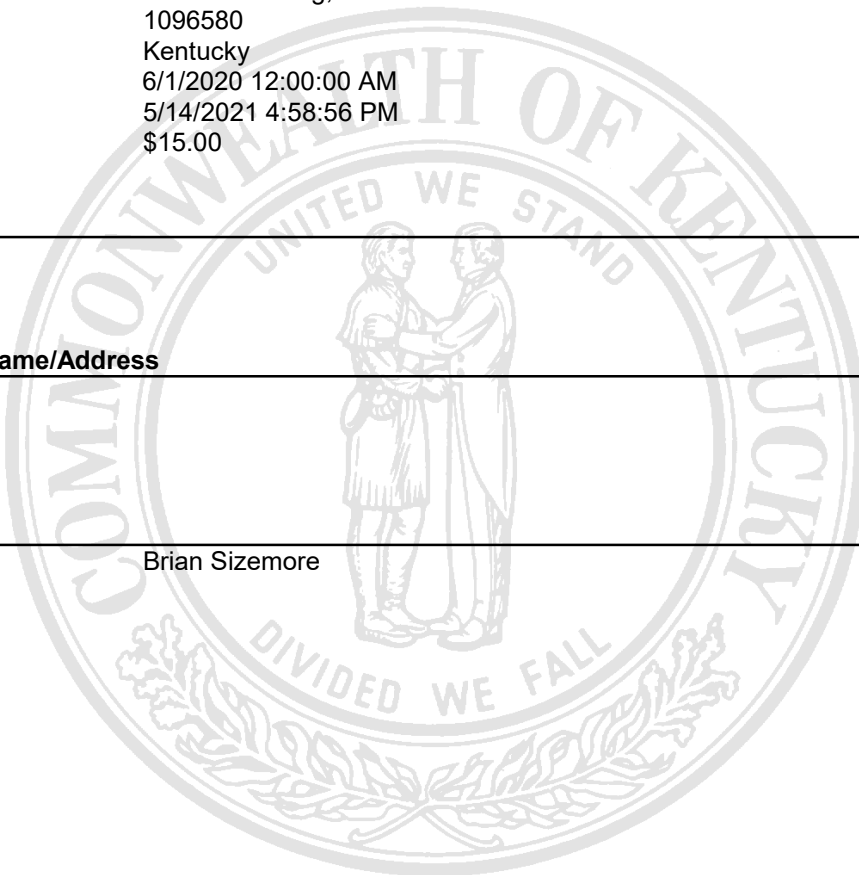 1096580
Kentucky
6/1/2020 12:00:00 AM
5/14/2021 4:58:56 PM
$15.00
COMMONWEALTH OF KENTUCKY
UNITED WE STAND
ame/Address
Brian Sizemore
DIVIDED WE FALL